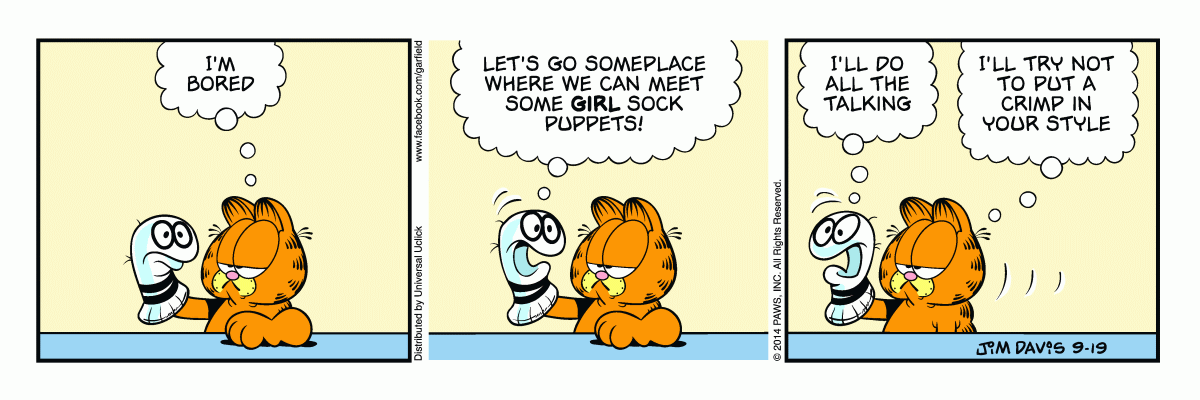 I'M
BORED
www.facebook.com/garfield
Distributed by Universal Uclick
LET'S GO SOMEPLACE
WHERE WE CAN MEET
SOME GIRL SOCK
PUPPETS!
© 2014 PAWS, INC. All Rights Reserved.
I'LL DO
ALL THE
TALKING
I'LL TRY NOT
TO PUT A
CRIMP IN
YOUR STYLE
JIM DAVIS 9-19